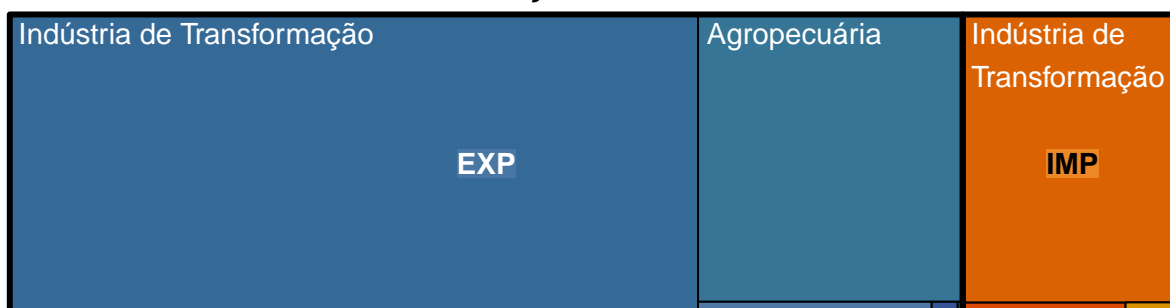 Indústria de Transformação
Agropecuária
Indústria de
Transformação
EXP
IMP